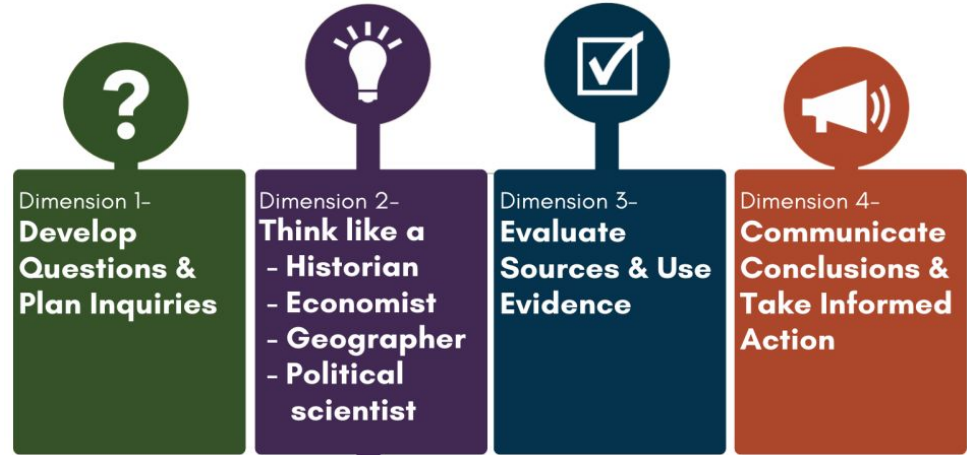 ?
Dimension 1-
Develop
Questions &
Plan Inquiries
Dimension 2-
Think like a
- Historian
- Economist
- Geographer
- Political
scientist
Dimension 3-
Evaluate
Sources & Use
Evidence
Dimension 4-
Communicate
Conclusions &
Take Informed
Action